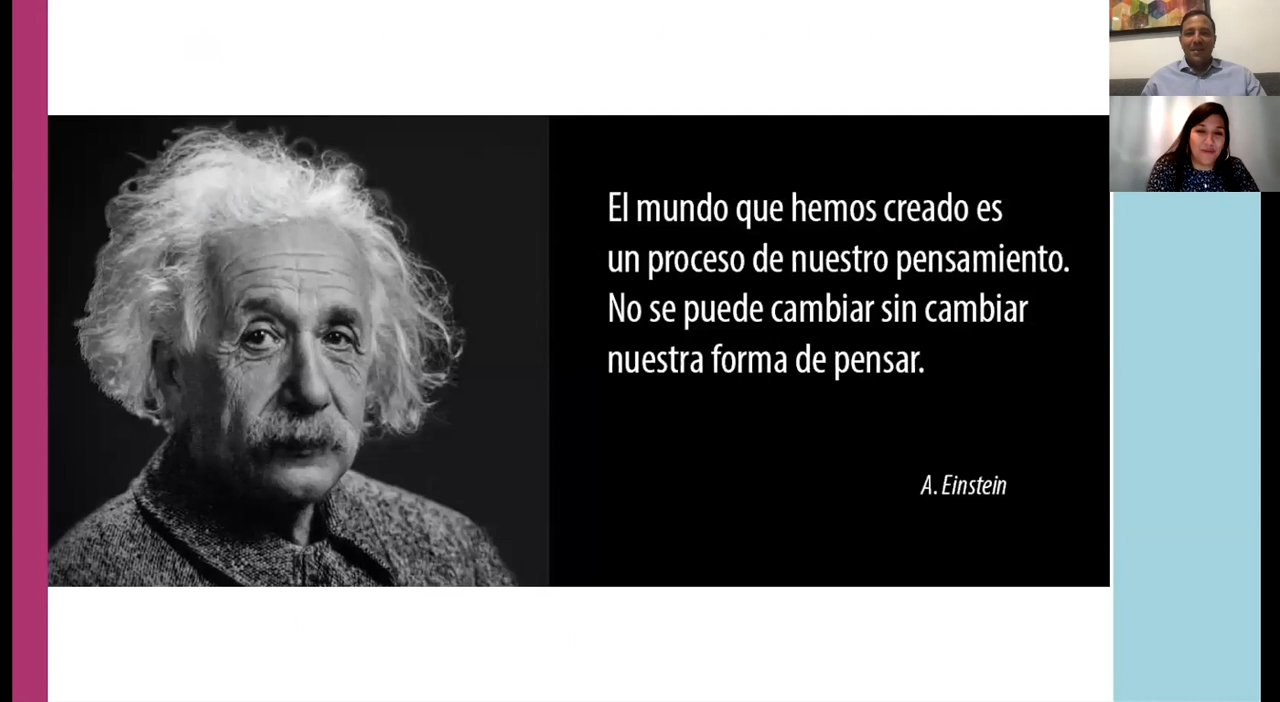 El mundo que hemos creado es
un proceso de nuestro pensamiento.
No se puede cambiar sin cambiar
nuestra forma de pensar.
A. Einstein